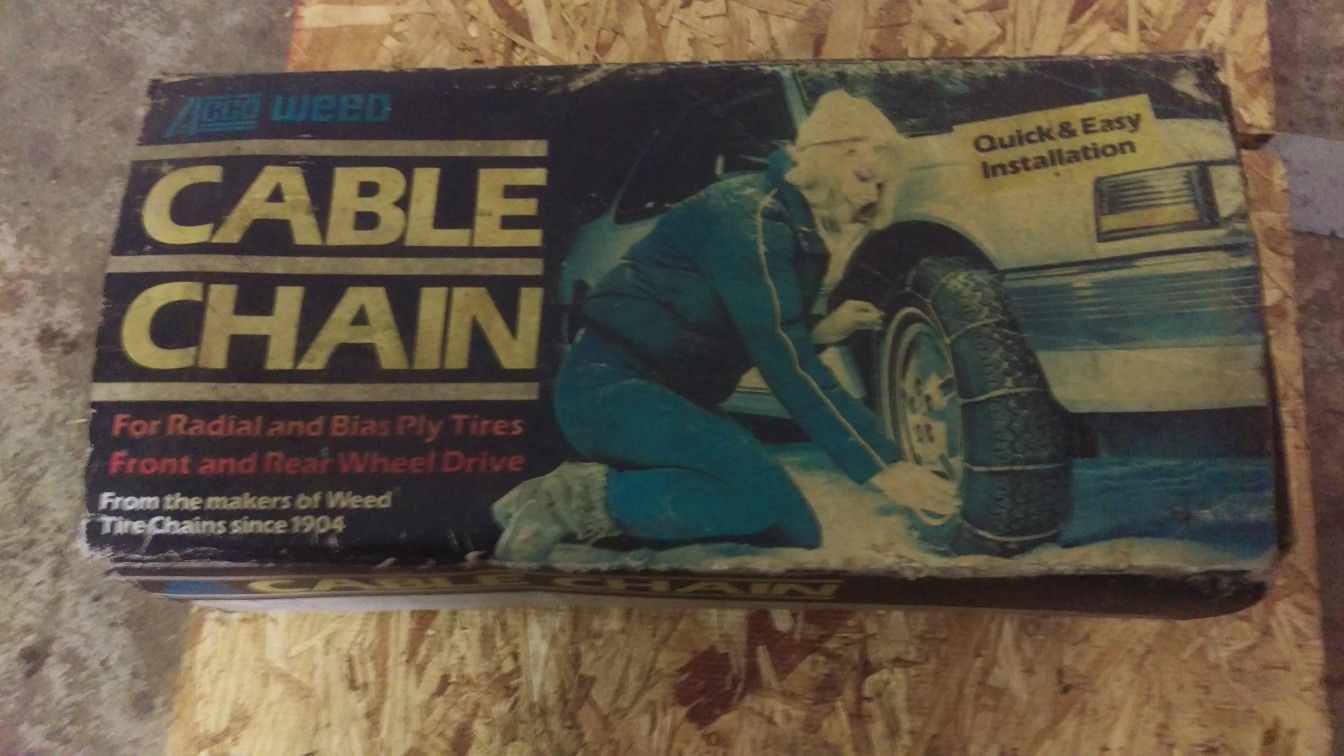 ACCO WEED
CABLE
CHAIN
For Radial and Bias Ply Tires
Front and Rear Wheel Drive
From the makers of Weed
Tire Chains since 1904
Quick & Easy
Installation
CABLE CHAIN